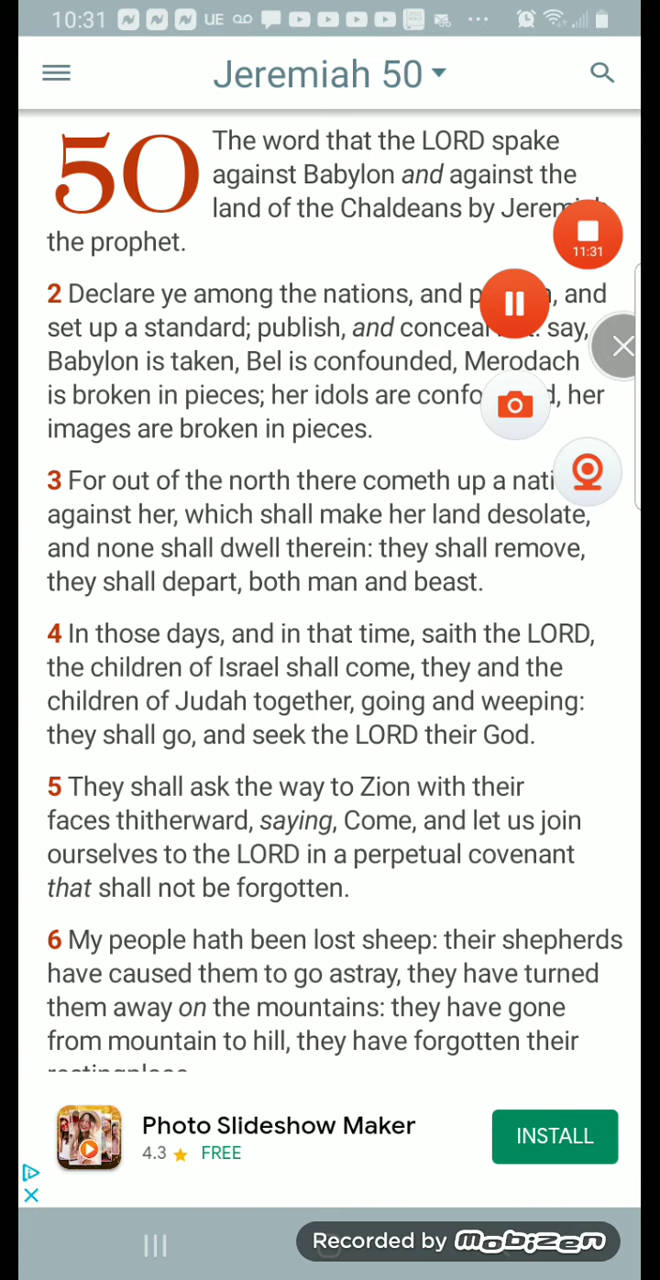 10:31 UE
Jeremiah 50
50 The word that the LORD spake
against Babylon and against the
land of the Chaldeans by
the prophet.
11:31
2 Declare ye among the nations, and and
set up a standard; publish, and say,
Babylon is taken, Bel is confounded, Merodach
is broken in pieces; her idols are her
images are broken in pieces.
3 For out of the north there cometh up a
against her, which shall make her land desolate,
and none shall dwell therein: they shall remove,
they shall depart, both man and beast.
4 In those days, and in that time, saith the LORD,
the children of Israel shall come, they and the
children of Judah together, going and weeping:
they shall go, and seek the LORD their God.
5 They shall ask the way to Zion with their
faces thitherward, saying, Come, and let us join
ourselves to the LORD in a perpetual covenant
that shall not be forgotten.
6 My people hath been lost sheep: their shepherds
have caused them to go astray, they have turned
them away on the mountains: they have gone
from mountain to hill, they have forgotten their
Photo Slideshow Maker
4.3 FREE
INSTALL
Recorded by mobizen